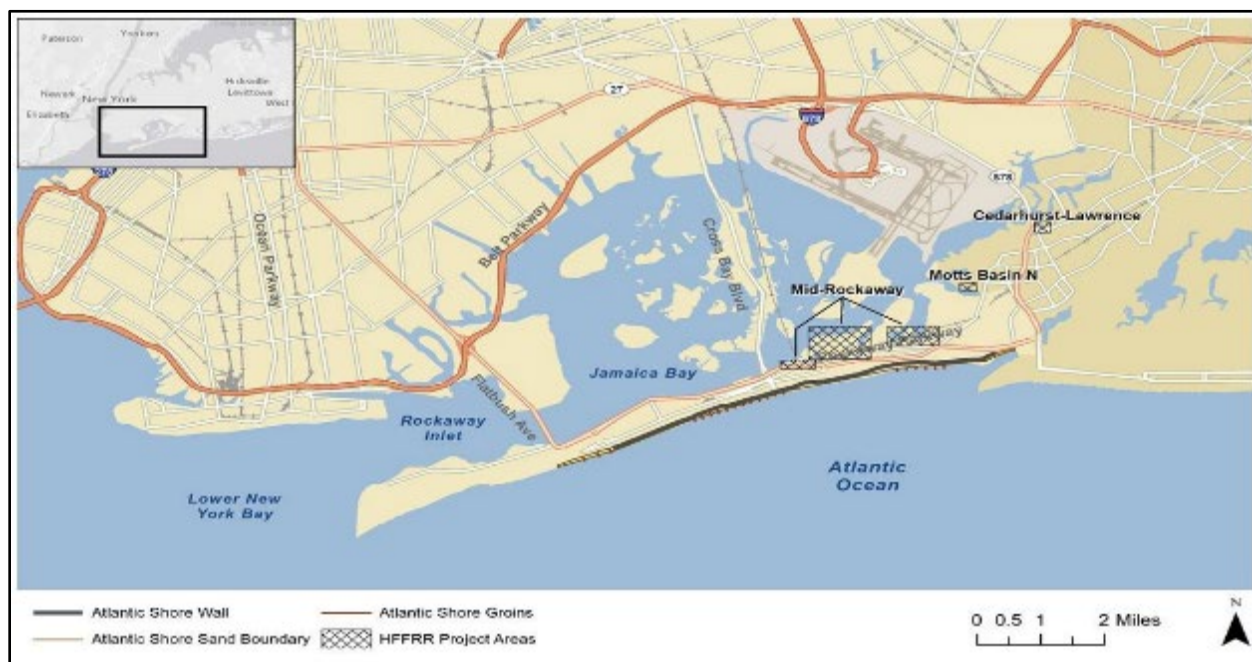 Paterson
Yonkers
Hicksville
Levittown
Newark
New York
West
Elizabeth
27
678
878
Cedarhurst-Lawrence
Ocean Parkway
Belt Parkway
Cross Bay Blvd
Motts Basin N
Mid-Rockaway
Jamaica Bay
Flatbush Ave
Rockaway
Inlet
Atlantic
Ocean
Lower New
York Bay
Atlantic Shore Wall
Atlantic Shore Groins
Atlantic Shore Sand Boundary
HFFRR Project Areas
0 0.5 1 2 Miles
N